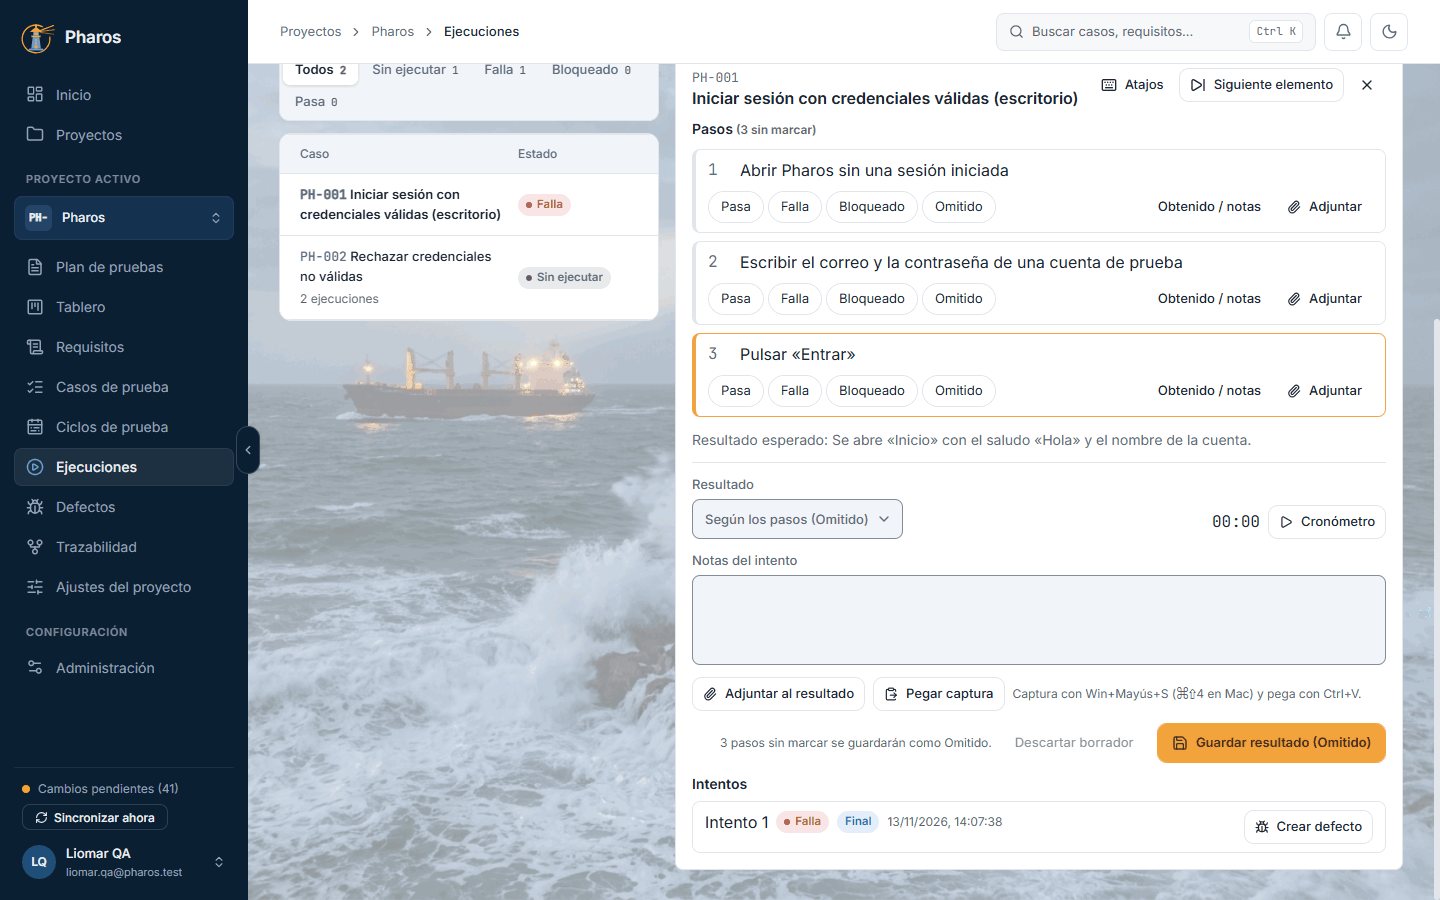 Pharos
Inicio
Proyectos
PROYECTO ACTIVO
PH- Pharos
Plan de pruebas
Tablero
Requisitos
Casos de prueba
Ciclos de prueba
Ejecuciones
Defectos
Trazabilidad
Ajustes del proyecto
CONFIGURACIÓN
Administración
Cambios pendientes (41)
Sincronizar ahora
LQ
Liomar QA
liomar.qa@pharos.test
Proyectos > Pharos > Ejecuciones
Buscar casos, requisitos... Ctrl K
Todos 2 Sin ejecutar 1 Falla 1 Bloqueado 0
Pasa 0
Caso Estado
PH-001 Iniciar sesión con
credenciales válidas (escritorio)
Falla
PH-002 Rechazar credenciales
no válidas
2 ejecuciones
Sin ejecutar
PH-001
Iniciar sesión con credenciales válidas (escritorio)
Atajos
Siguiente elemento
Pasos (3 sin marcar)
1 Abrir Pharos sin una sesión iniciada
Pasa Falla Bloqueado Omitido Obtenido / notas Adjuntar
2 Escribir el correo y la contraseña de una cuenta de prueba
Pasa Falla Bloqueado Omitido Obtenido / notas Adjuntar
3 Pulsar «Entrar»
Pasa Falla Bloqueado Omitido Obtenido / notas Adjuntar
Resultado esperado: Se abre «Inicio» con el saludo «Hola» y el nombre de la cuenta.
Resultado
Según los pasos (Omitido)
00:00 Cronómetro
Notas del intento
Adjuntar al resultado Pegar captura Captura con Win+Mayús+S (⌘⇧4 en Mac) y pega con Ctrl+V.
3 pasos sin marcar se guardarán como Omitido. Descartar borrador Guardar resultado (Omitido)
Intentos
Intento 1 Falla Final 13/11/2026, 14:07:38 Crear defecto